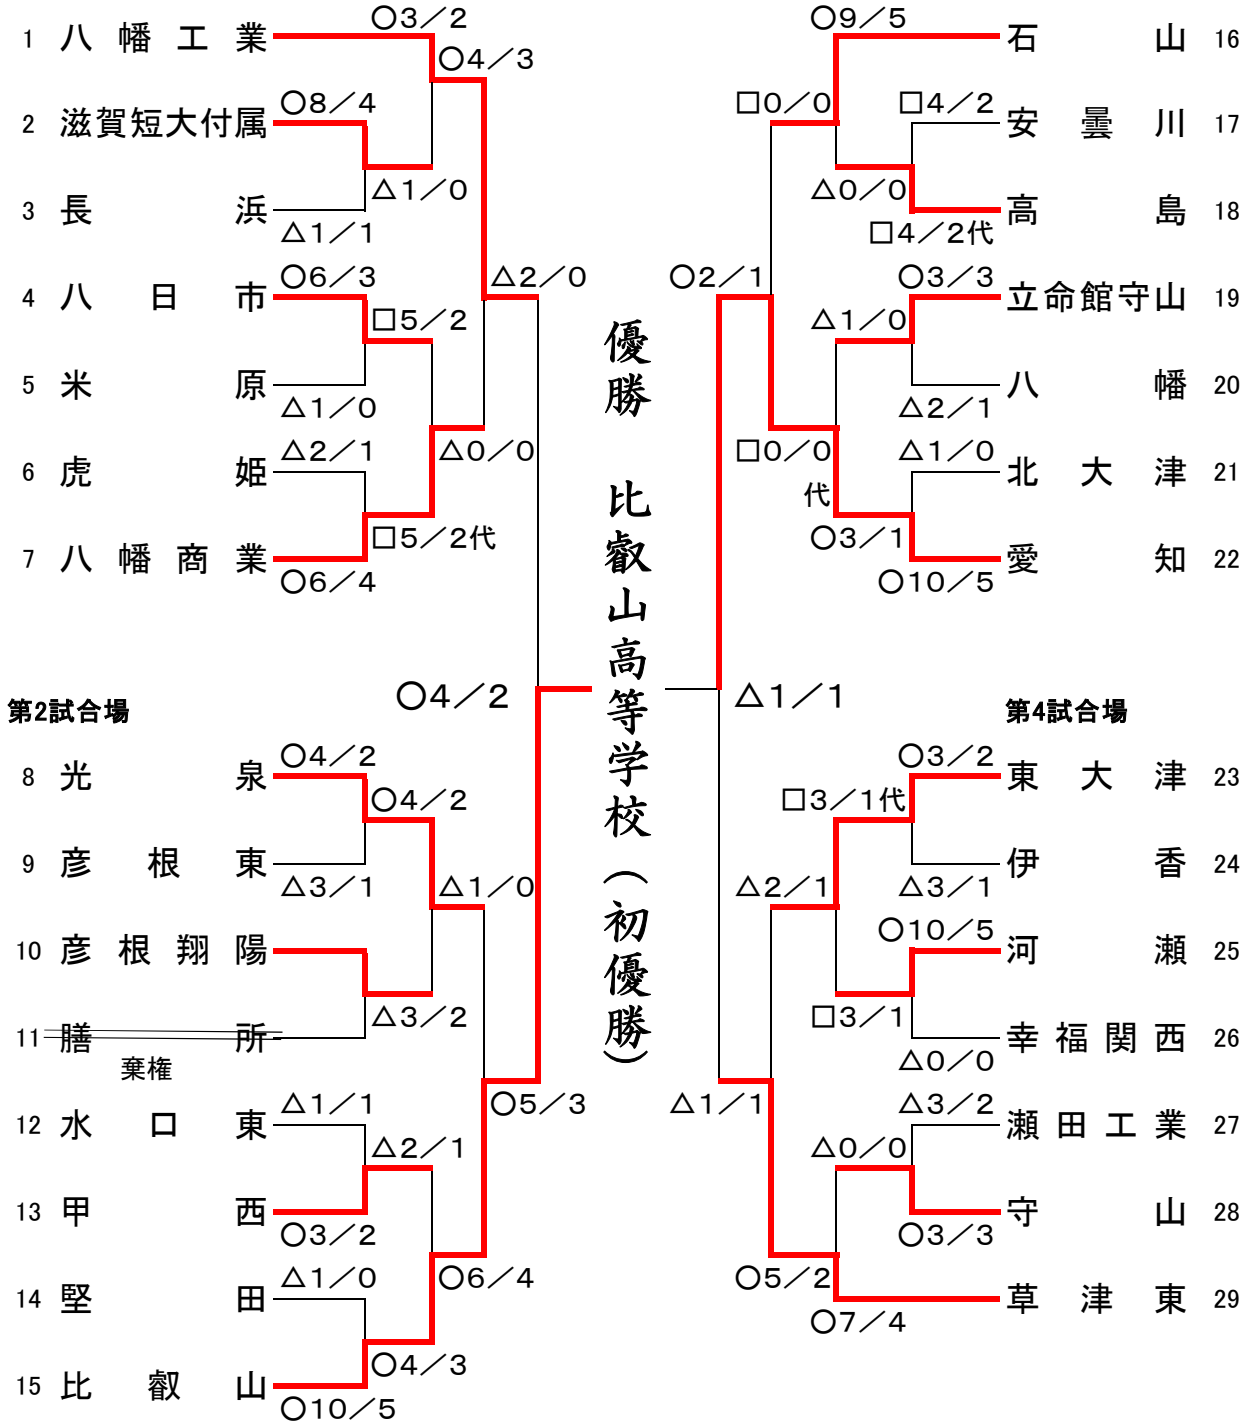 ○3／2
1 八幡工業
○4／3
○8／4
2 滋賀短大付属
△1／0
3 長浜
△1／1
○6／3
△2／0
4 八日市
□5／2
5 米原
△1／0
△2／1
△0／0
6 虎姫
□5／2代
7 八幡商業
○6／4
○4／2
第2試合場
○4／2
8 光泉
○4／2
9 彦根東
△3／1
△1／0
10 彦根翔陽
△3／2
11 膳所
棄権
△1／1
○5／3
12 水口東
△2／1
13 甲西
○3／2
△1／0
○6／4
14 堅田
○4／3
15 比叡山
○10／5
優勝 比叡山高等学校（初優勝）
○9／5
石山 16
□0／0
□4／2
安曇川 17
△0／0
高島 18
□4／2代
○2／1
○3／3
立命館守山 19
△1／0
八幡 20
△2／1
□0／0
代
△1／0
北大津 21
○3／1
愛知 22
○10／5
△1／1
第4試合場
○3／2
東大津 23
□3／1代
伊香 24
△3／1
△2／1
○10／5
河瀬 25
□3／1
幸福関西 26
△0／0
△1／1
△3／2
瀬田工業 27
△0／0
守山 28
○3／3
○5／2
草津東 29
○7／4